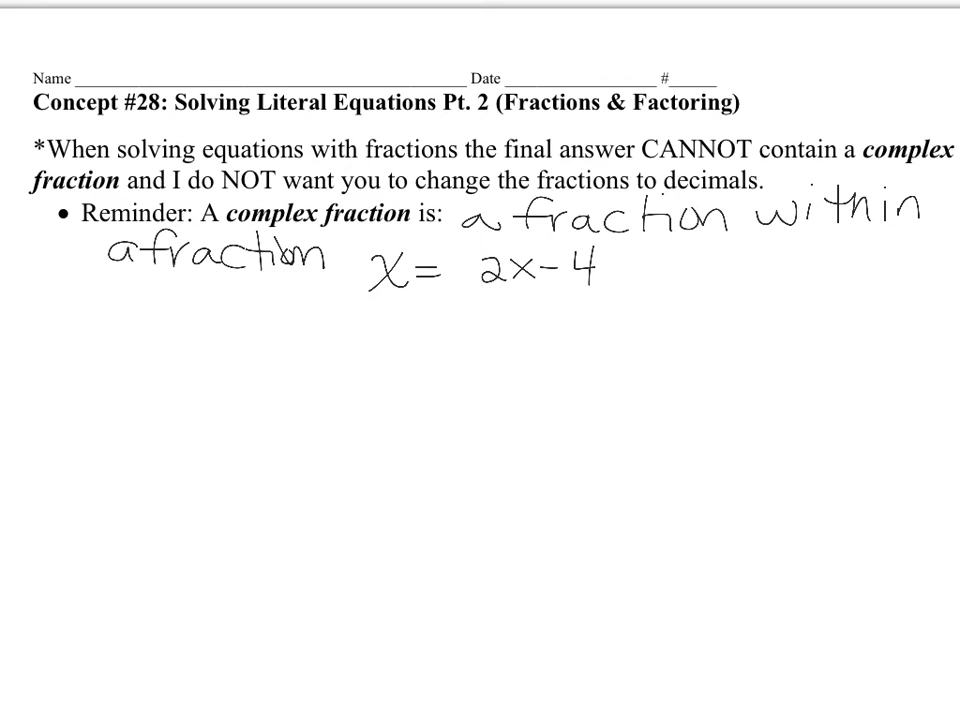 Name ____________________ Date ____________ #______
Concept #28: Solving Literal Equations Pt. 2 (Fractions & Factoring)
*When solving equations with fractions the final answer CANNOT contain a complex
fraction and I do NOT want you to change the fractions to decimals.
• Reminder: A complex fraction is: a fraction within
a fraction x = 2x - 4